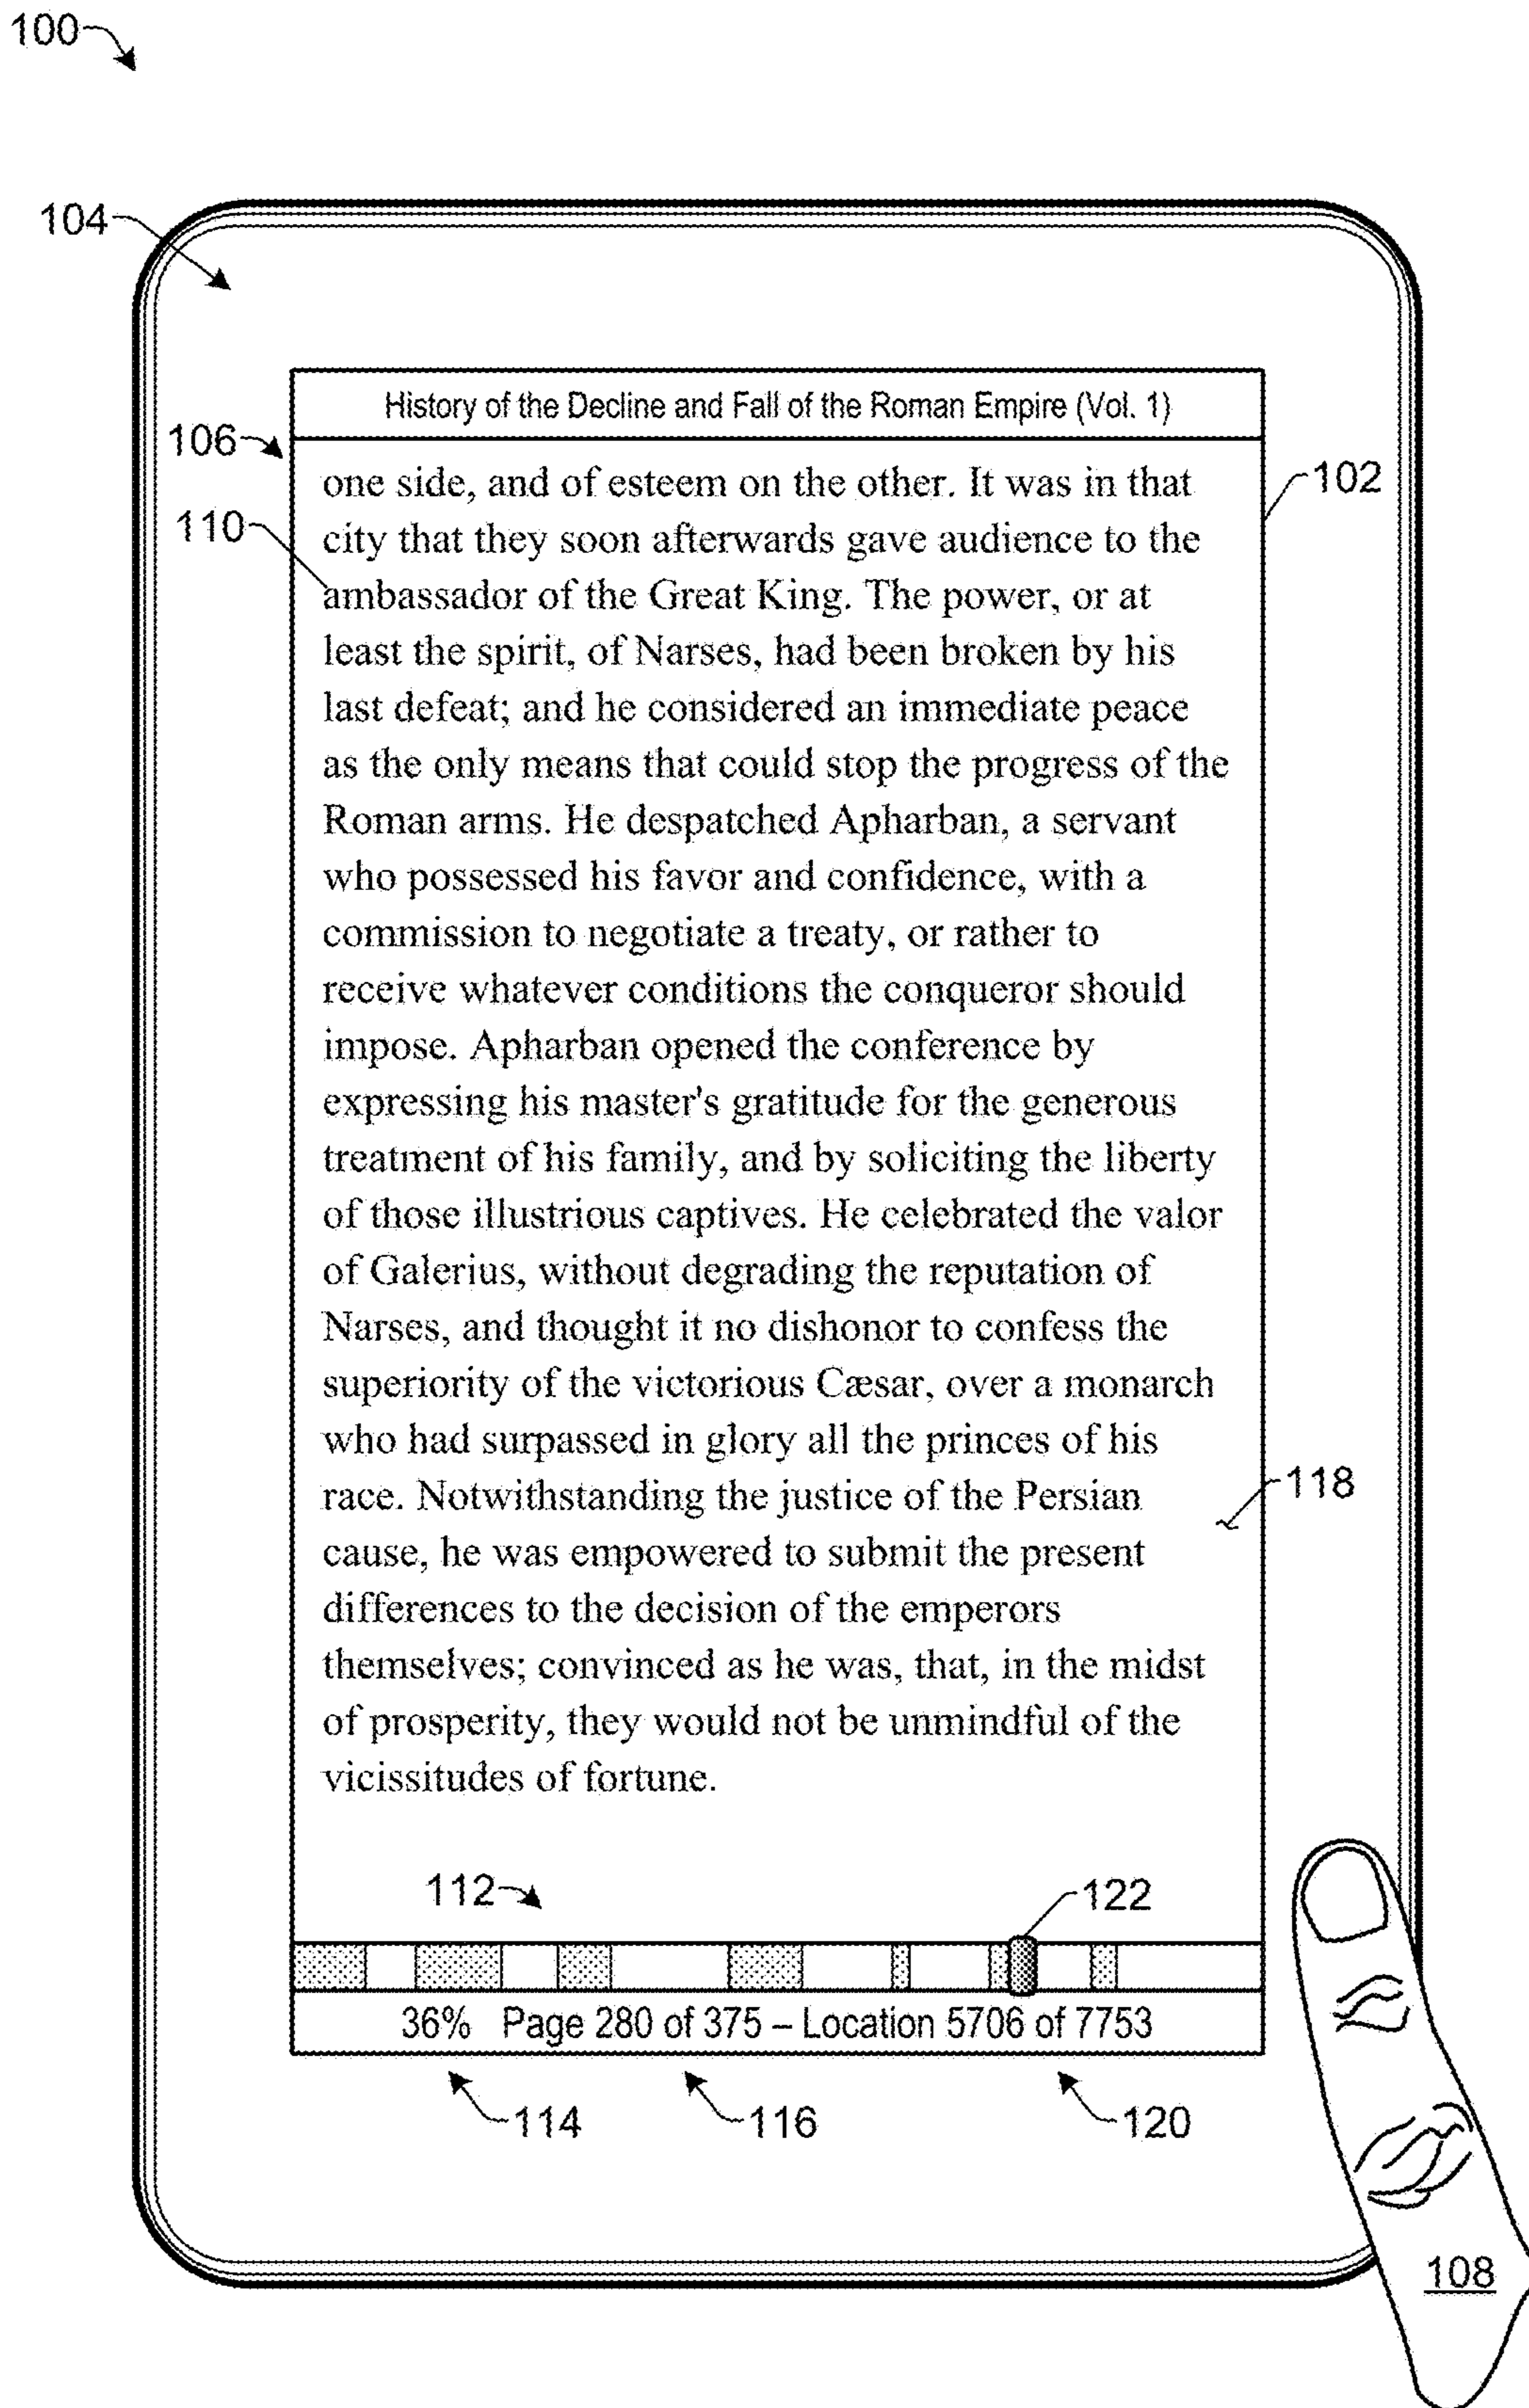 100
104
History of the Decline and Fall of the Roman Empire (Vol. 1)
106
102
110
one side, and of esteem on the other. It was in that
city that they soon afterwards gave audience to the
ambassador of the Great King. The power, or at
least the spirit, of Narses, had been broken by his
last defeat; and he considered an immediate peace
as the only means that could stop the progress of the
Roman arms. He despatched Apharban, a servant
who possessed his favor and confidence, with a
commission to negotiate a treaty, or rather to
receive whatever conditions the conqueror should
impose. Apharban opened the conference by
expressing his master's gratitude for the generous
treatment of his family, and by soliciting the liberty
of those illustrious captives. He celebrated the valor
of Galerius, without degrading the reputation of
Narses, and thought it no dishonor to confess the
superiority of the victorious Cæsar, over a monarch
who had surpassed in glory all the princes of his
race. Notwithstanding the justice of the Persian
cause, he was empowered to submit the present
differences to the decision of the emperors
themselves; convinced as he was, that, in the midst
of prosperity, they would not be unmindful of the
vicissitudes of fortune.
118
112
122
36% Page 280 of 375 – Location 5706 of 7753
114
116
120
108